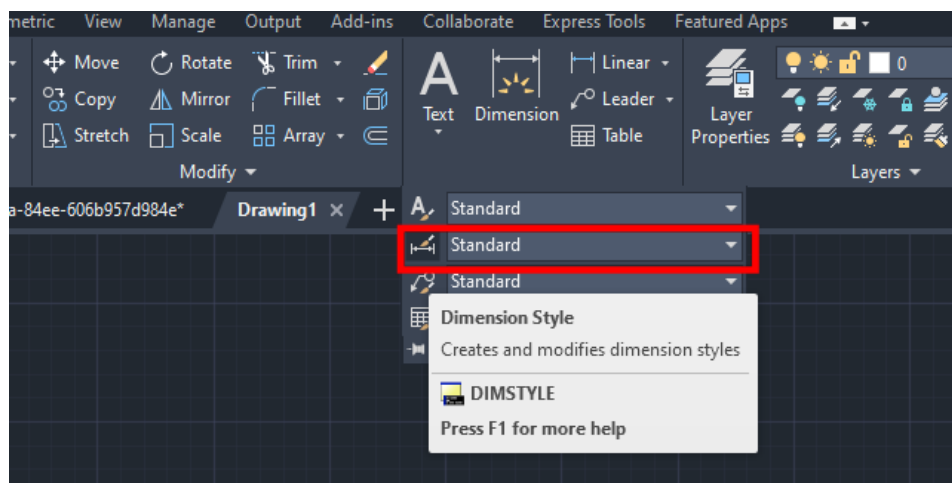 metric View Manage Output Add-ins Collaborate Express Tools Featured Apps
Move Rotate Trim Linear 0
Copy Mirror Fillet Leader
Text Dimension Layer
Stretch Scale Array Table Properties
Modify Layers
a-84ee-606b957d984e* Drawing1 Standard
Standard
Standard
Dimension Style
Creates and modifies dimension styles
DIMSTYLE
Press F1 for more help